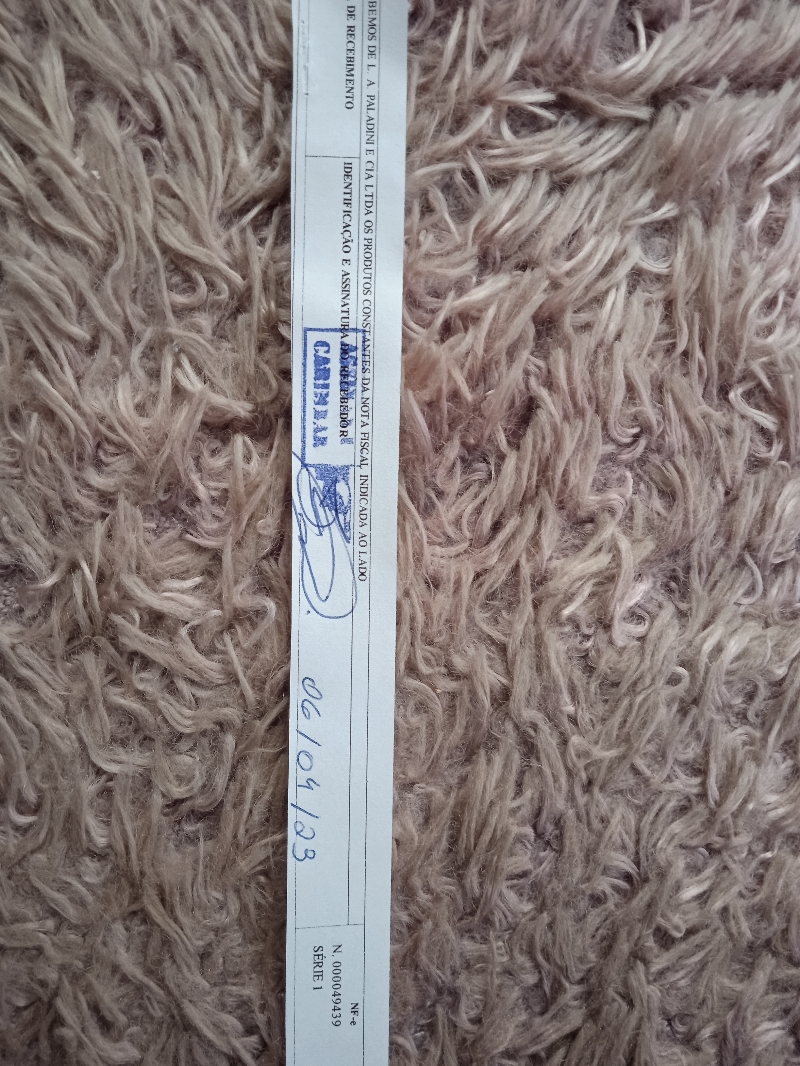 BEMOS DE L. A. PALADINI E CIA LTDA OS PRODUTOS CONSTANTES DA NOTA FISCAL INDICADA AO LADO
DE RECEBIMENTO
IDENTIFICAÇÃO E ASSINATURA DO RECEBEDOR
CARIMBAR
06/04/23
NF-e
N. 000049439
SÉRIE 1